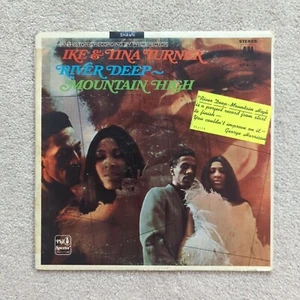 STEREO
IKE & TINA TURNER
RIVER DEEP~
MOUNTAIN HIGH
"River Deep-Mountain High
is a perfect record from start
to finish—
You couldn't improve on it."
George Harrison